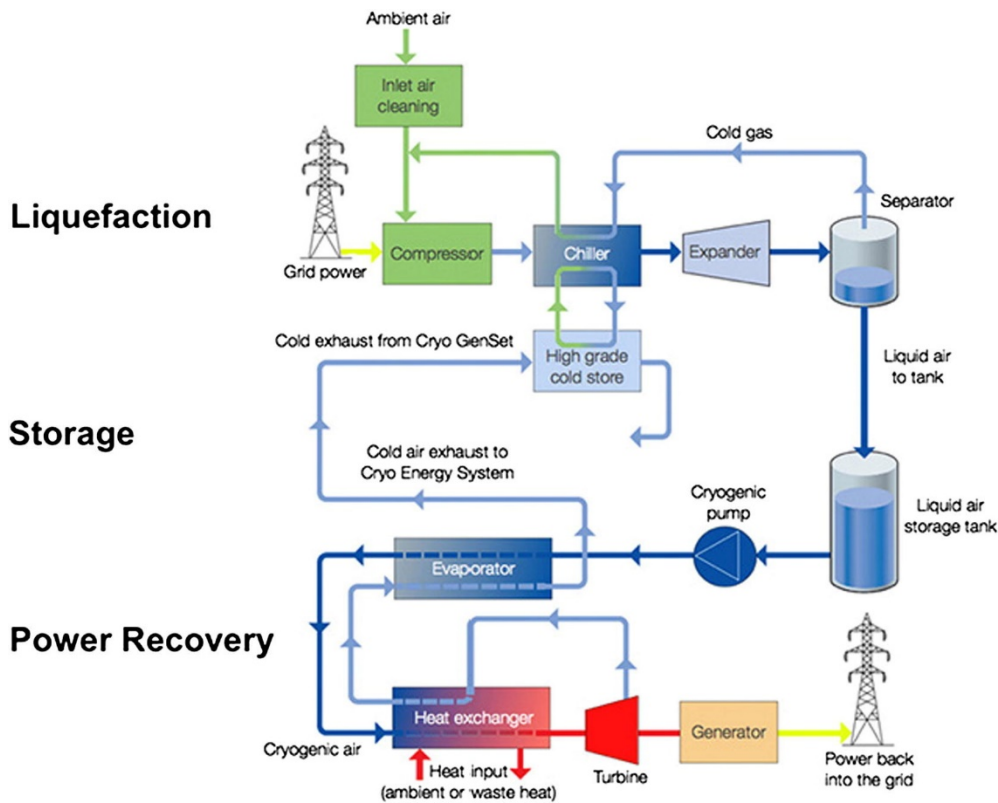 Ambient air
Inlet air
cleaning
Cold gas
Liquefaction
Separator
Grid power
Compressor
Chiller
Expander
Cold exhaust from Cryo GenSet
High grade
cold store
Liquid air
to tank
Storage
Cold air exhaust to
Cryo Energy System
Cryogenic
pump
Liquid air
storage tank
Evaporator
Power Recovery
Heat exchanger
Generator
Cryogenic air
Heat input
(ambient or waste heat)
Turbine
Power back
into the grid